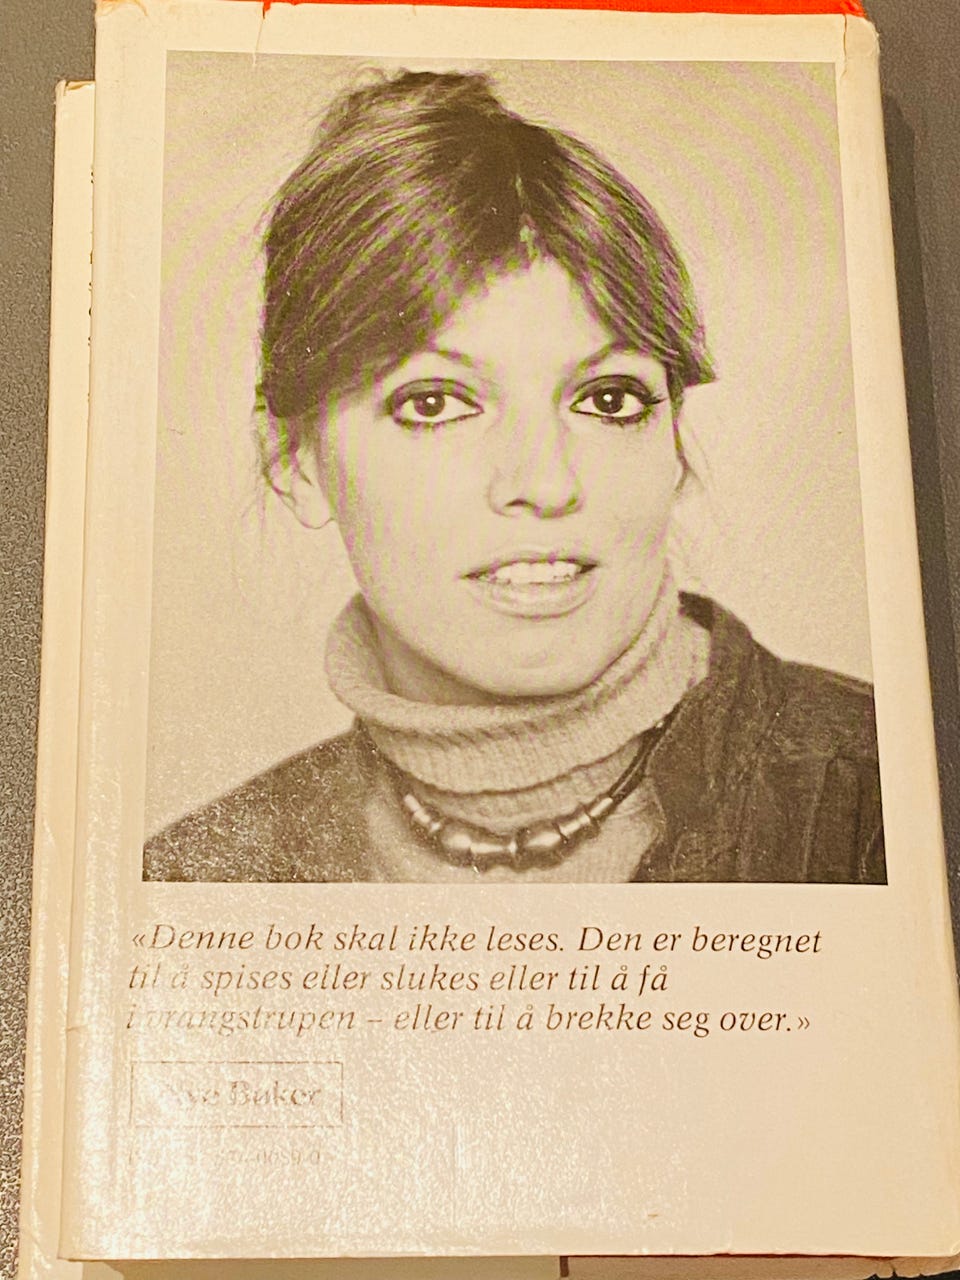 «Denne bok skal ikke leses. Den er beregnet
til å spises eller slukes eller til å få
i vrangstrupen – eller til å brekke seg over.»
Nye Bøker